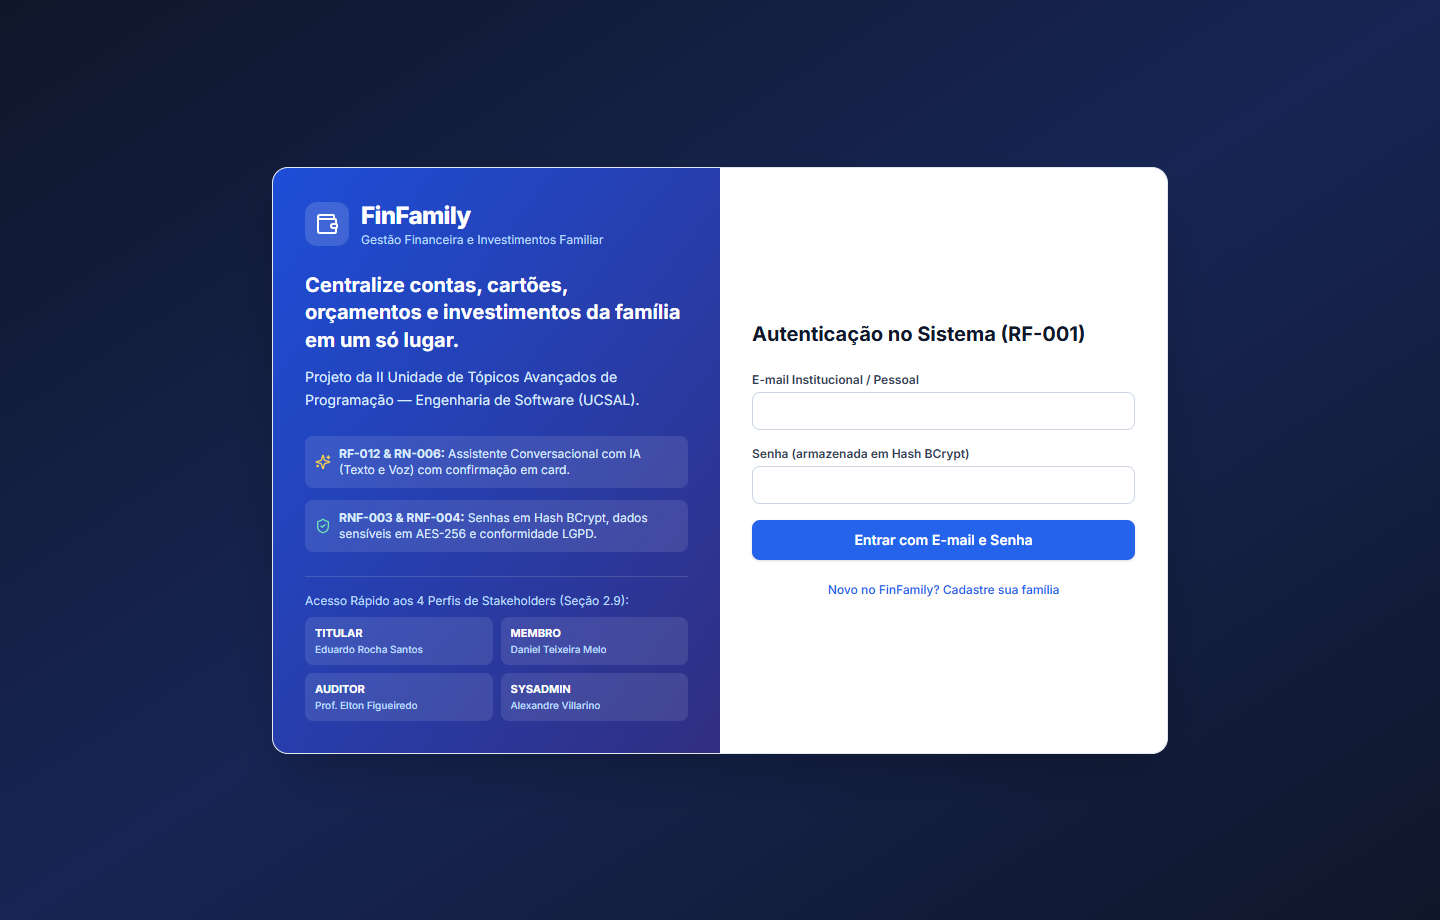 FinFamily
Gestão Financeira e Investimentos Familiar
Centralize contas, cartões,
orçamentos e investimentos da família
em um só lugar.
Projeto da II Unidade de Tópicos Avançados de
Programação — Engenharia de Software (UCSAL).
RF-012 & RN-006: Assistente Conversacional com IA
(Texto e Voz) com confirmação em card.
RNF-003 & RNF-004: Senhas em Hash BCrypt, dados
sensíveis em AES-256 e conformidade LGPD.
Acesso Rápido aos 4 Perfis de Stakeholders (Seção 2.9):
TITULAR
Eduardo Rocha Santos
MEMBRO
Daniel Teixeira Melo
AUDITOR
Prof. Elton Figueiredo
SYSADMIN
Alexandre Villarino
Autenticação no Sistema (RF-001)
E-mail Institucional / Pessoal
Senha (armazenada em Hash BCrypt)
Entrar com E-mail e Senha
Novo no FinFamily? Cadastre sua família